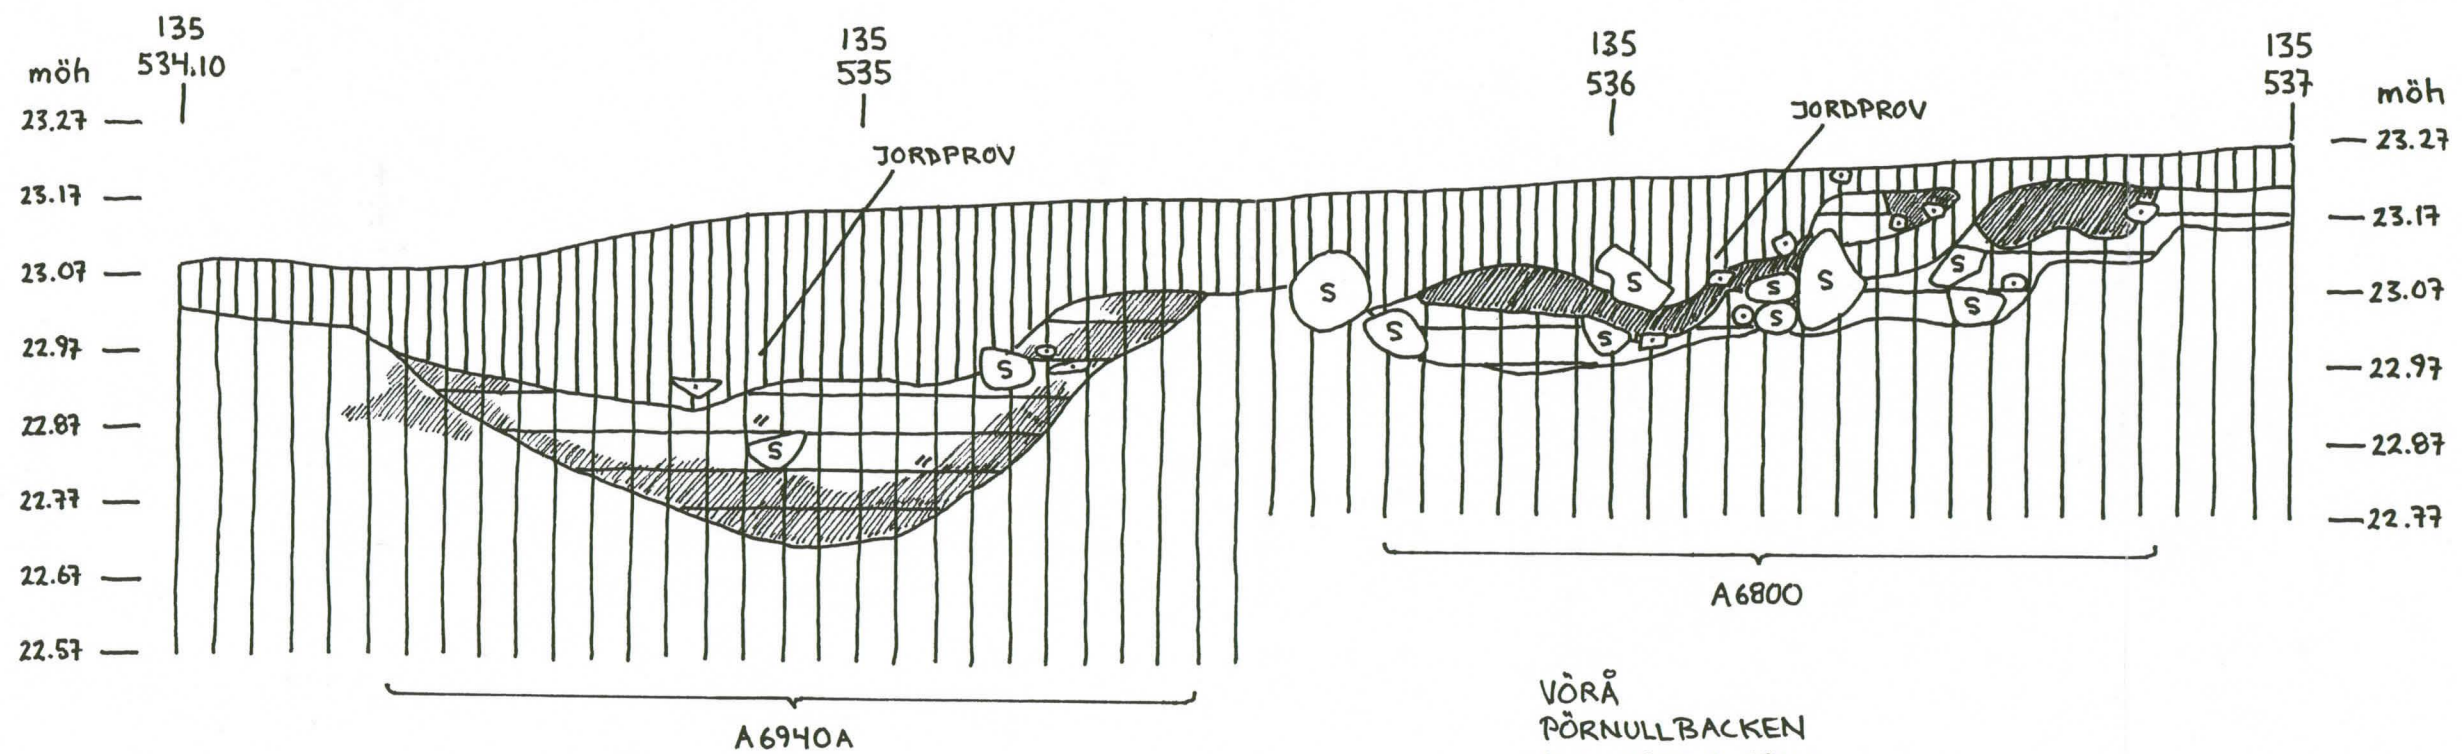 135
534.10
135
535
135
536
135
537
möh
möh
23.27
23.17
23.07
22.97
22.87
22.77
22.67
22.57
23.27
23.17
23.07
22.97
22.87
22.77
JORDPROV
JORDPROV
S
S
S
S
S
S
S
S
S
S
S
A6940A
A6800
VÖRÅ
PÖRNULLBACKEN